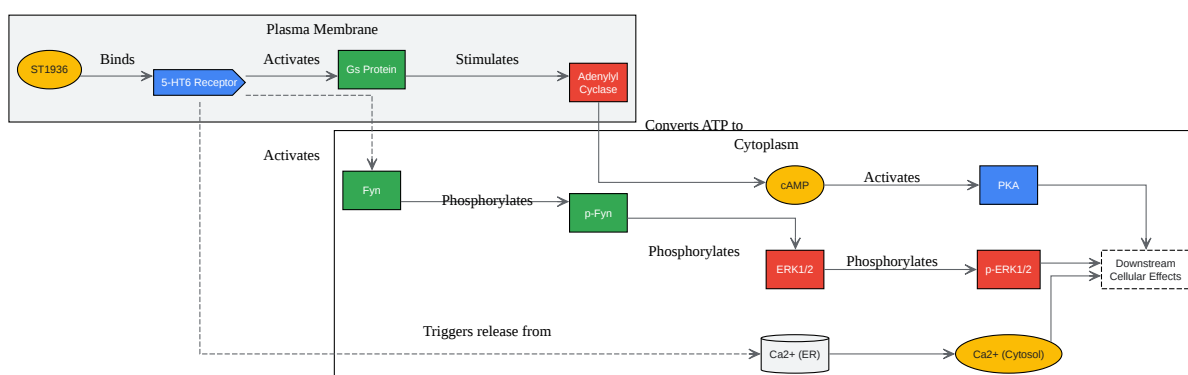 Plasma Membrane
ST1936
Binds
5-HT6 Receptor
Activates
Gs Protein
Stimulates
Adenylyl
Cyclase
Converts ATP to
Cytoplasm
Activates
Fyn
Phosphorylates
p-Fyn
cAMP
Activates
PKA
Phosphorylates
ERK1/2
Phosphorylates
p-ERK1/2
Downstream
Cellular Effects
Triggers release from
Ca2+ (ER)
Ca2+ (Cytosol)